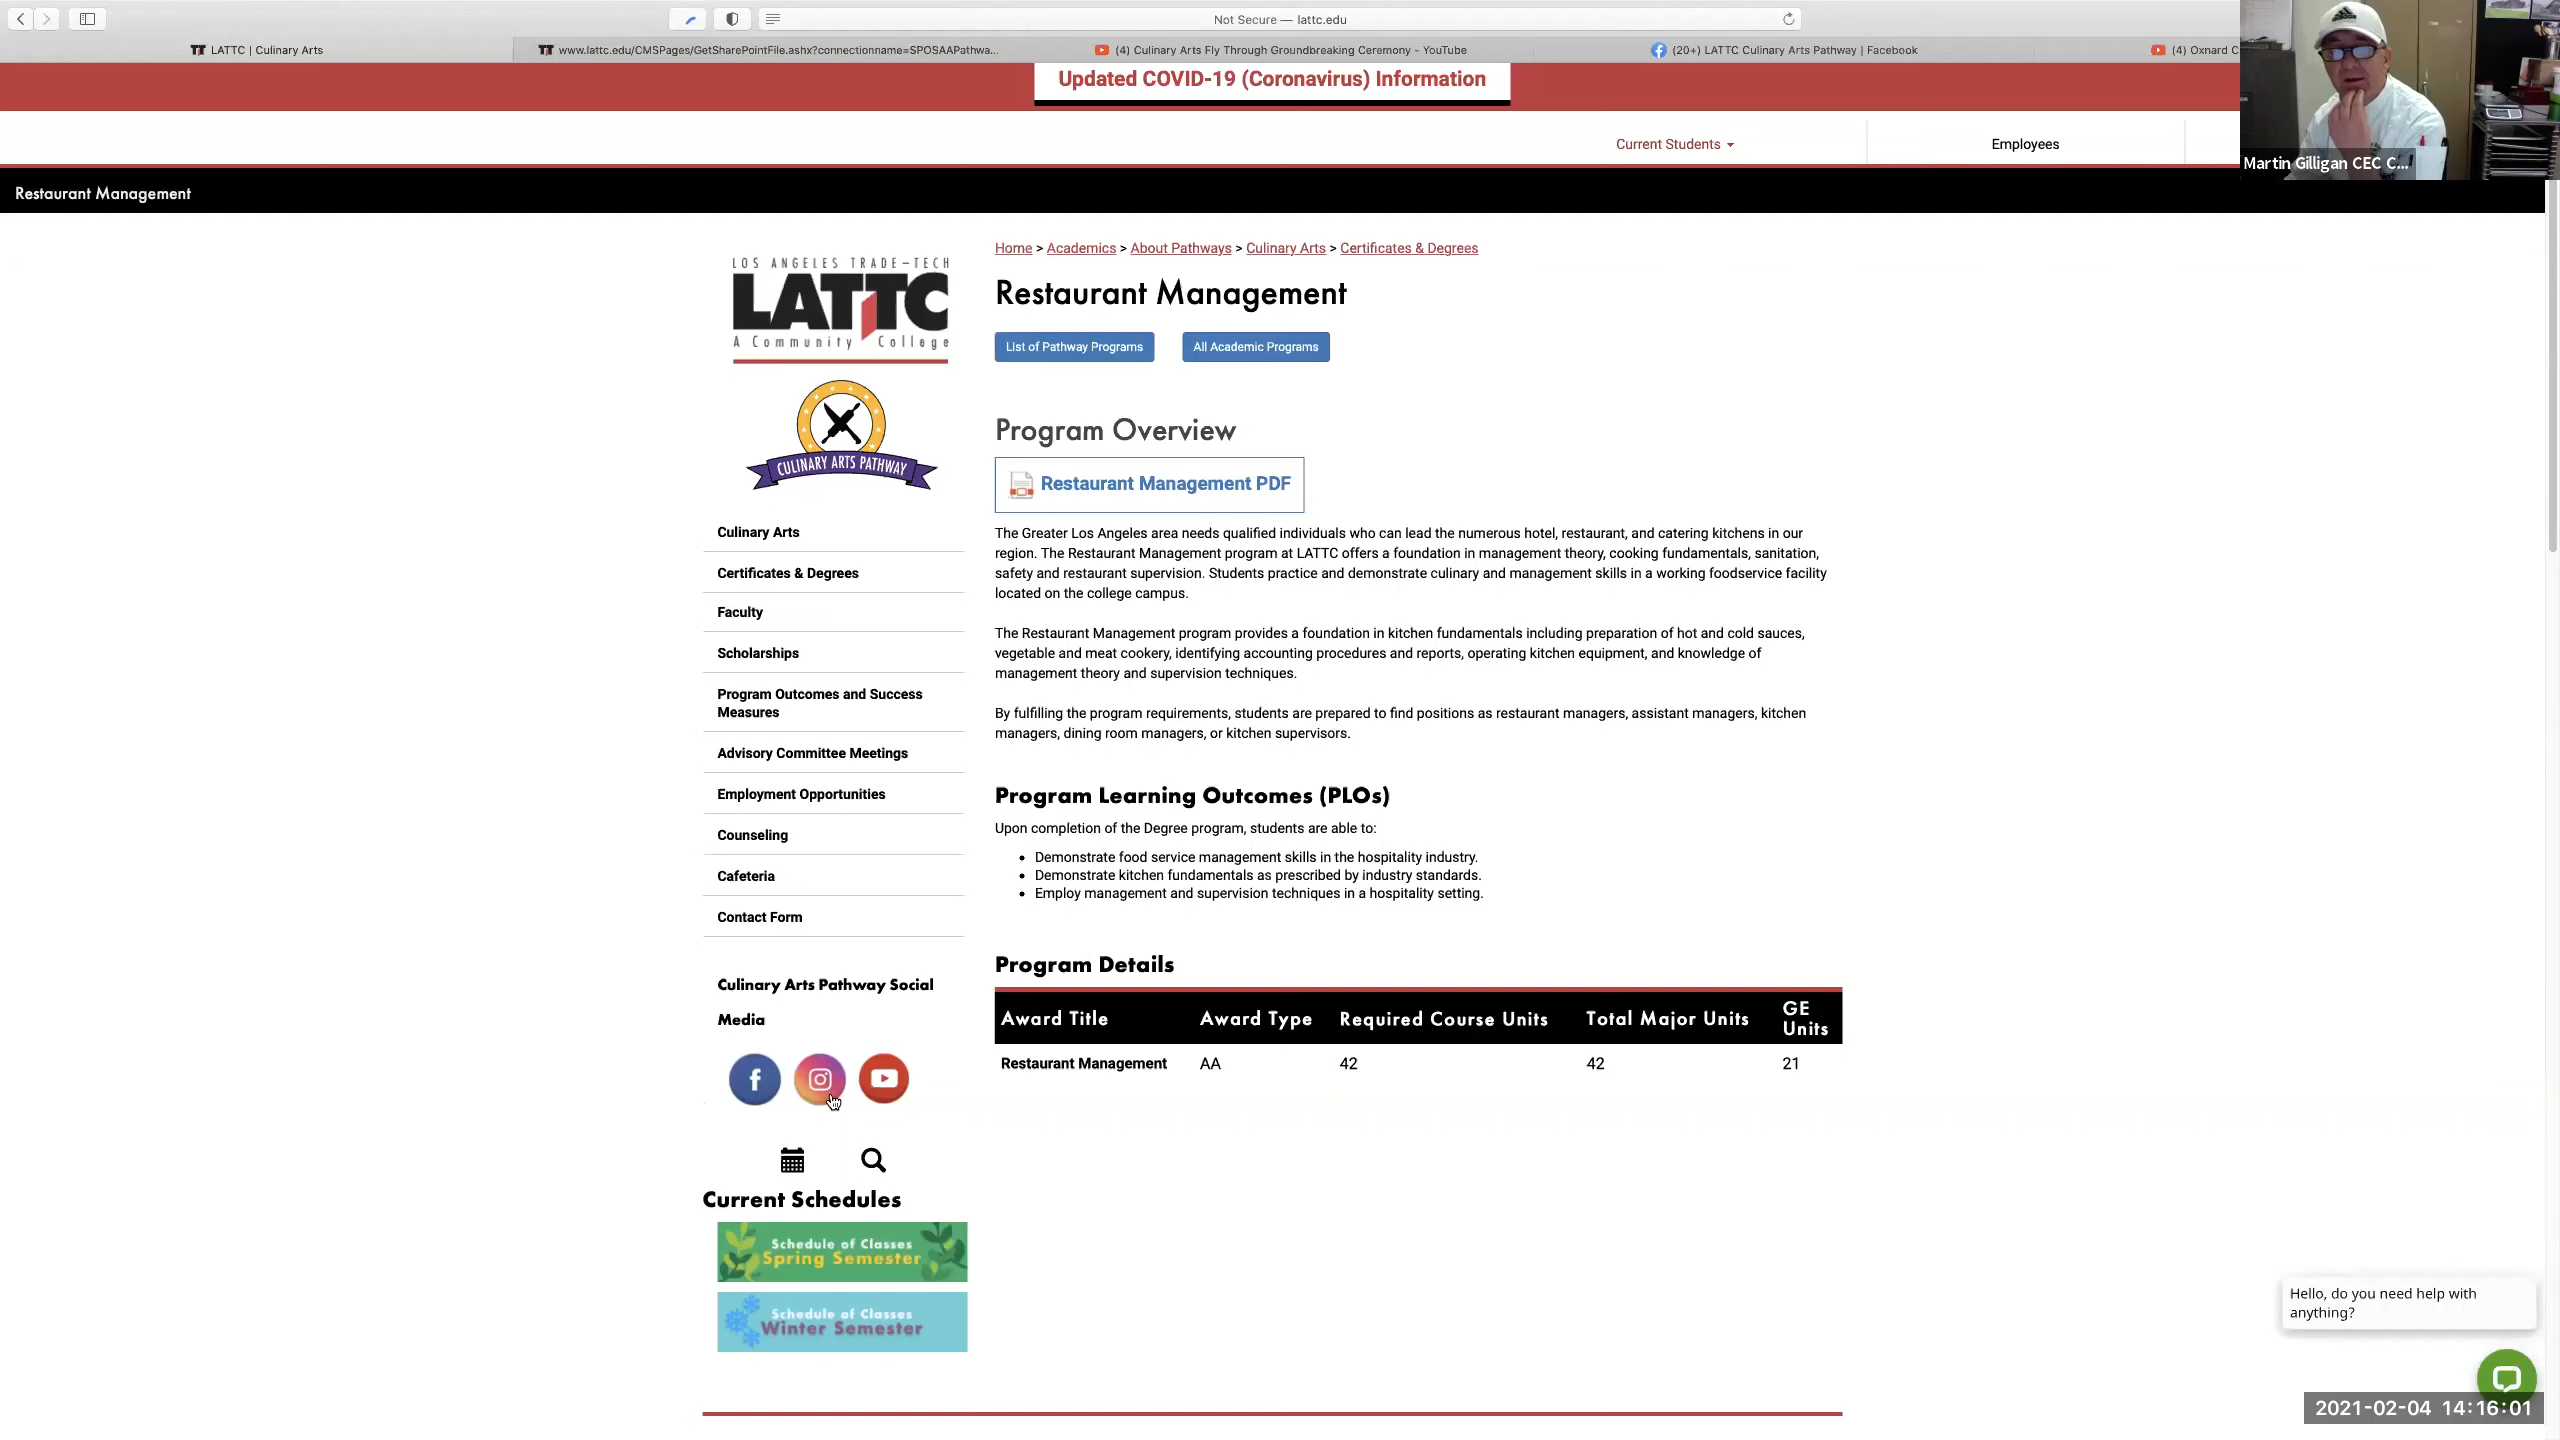 Not Secure — lattc.edu
LATTC | Culinary Arts
www.lattc.edu/CMSPages/GetSharePointFile.ashx?connectionname=SPOSAAPathwa...
(4) Culinary Arts Fly Through Groundbreaking Ceremony - YouTube
(20+) LATTC Culinary Arts Pathway | Facebook
(4) Oxnard C
Updated COVID-19 (Coronavirus) Information
Current Students
Employees
Martin Gilligan CEC C...
Restaurant Management
LOS ANGELES TRADE-TECH
LATTC
A Community College
CULINARY ARTS PATHWAY
Culinary Arts
Certificates & Degrees
Faculty
Scholarships
Program Outcomes and Success
Measures
Advisory Committee Meetings
Employment Opportunities
Counseling
Cafeteria
Contact Form
Culinary Arts Pathway Social
Media
Current Schedules
Schedule of Classes
Spring Semester
Schedule of Classes
Winter Semester
Home > Academics > About Pathways > Culinary Arts > Certificates & Degrees
Restaurant Management
List of Pathway Programs
All Academic Programs
Program Overview
Restaurant Management PDF
The Greater Los Angeles area needs qualified individuals who can lead the numerous hotel, restaurant, and catering kitchens in our
region. The Restaurant Management program at LATTC offers a foundation in management theory, cooking fundamentals, sanitation,
safety and restaurant supervision. Students practice and demonstrate culinary and management skills in a working foodservice facility
located on the college campus.
The Restaurant Management program provides a foundation in kitchen fundamentals including preparation of hot and cold sauces,
vegetable and meat cookery, identifying accounting procedures and reports, operating kitchen equipment, and knowledge of
management theory and supervision techniques.
By fulfilling the program requirements, students are prepared to find positions as restaurant managers, assistant managers, kitchen
managers, dining room managers, or kitchen supervisors.
Program Learning Outcomes (PLOs)
Upon completion of the Degree program, students are able to:
• Demonstrate food service management skills in the hospitality industry.
• Demonstrate kitchen fundamentals as prescribed by industry standards.
• Employ management and supervision techniques in a hospitality setting.
Program Details
Award Title Award Type Required Course Units Total Major Units GE Units
Restaurant Management AA 42 42 21
Hello, do you need help with
anything?
2021-02-04 14:16:01